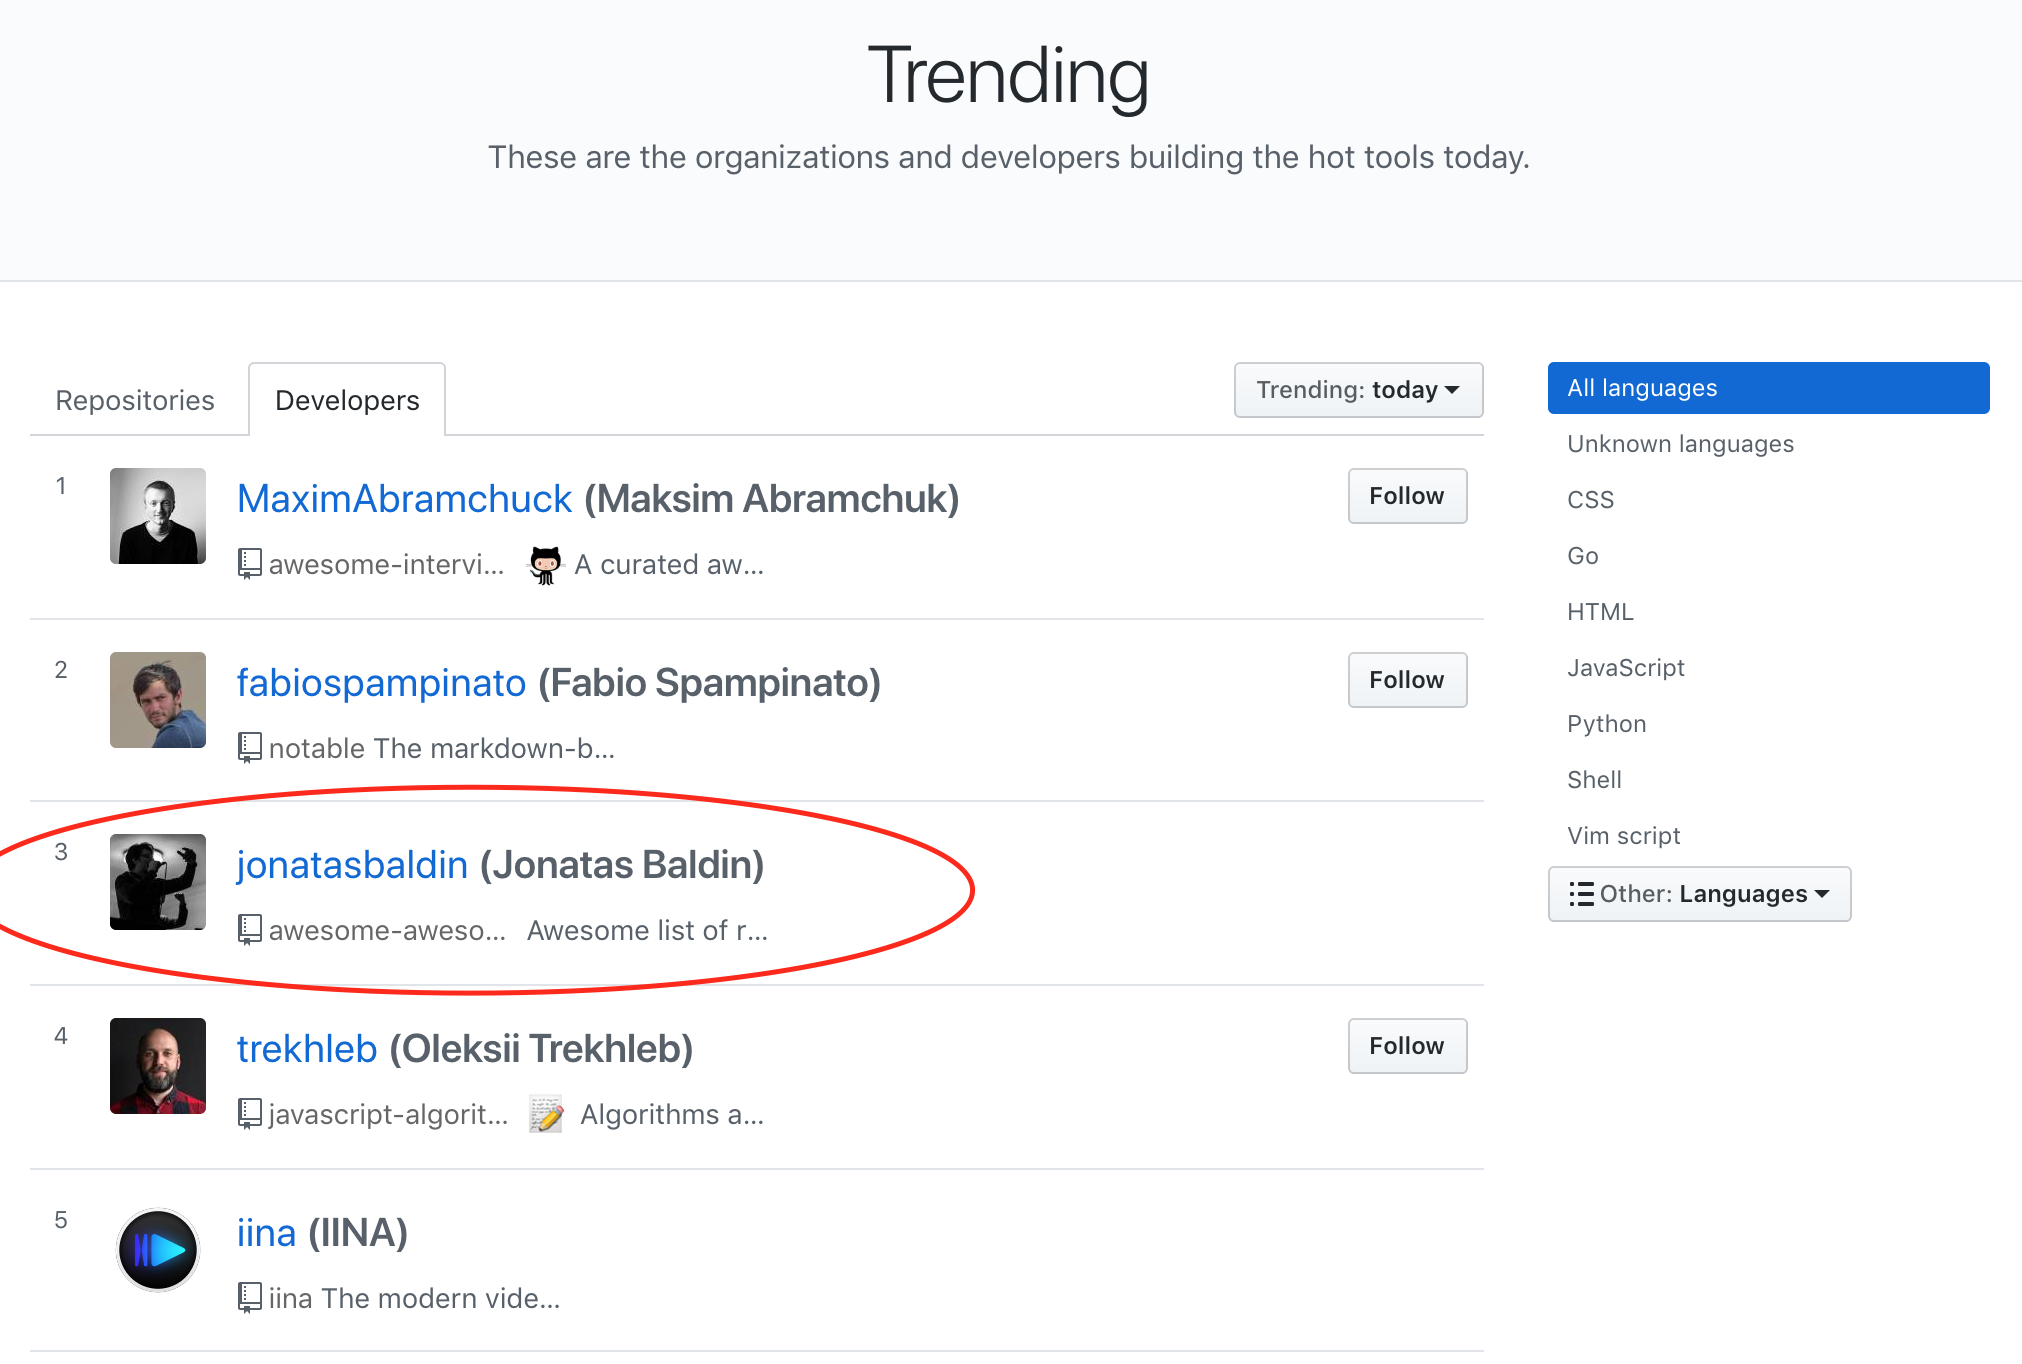 Trending
These are the organizations and developers building the hot tools today.
Repositories
Developers
Trending: today
1
MaximAbramchuck (Maksim Abramchuk)
Follow
awesome-intervi... A curated aw...
2
fabiospampinato (Fabio Spampinato)
Follow
notable The markdown-b...
3
jonatasbaldin (Jonatas Baldin)
awesome-aweso... Awesome list of r...
4
trekhleb (Oleksii Trekhleb)
Follow
javascript-algorit... Algorithms a...
5
iina (IINA)
iina The modern vide...
All languages
Unknown languages
CSS
Go
HTML
JavaScript
Python
Shell
Vim script
Other: Languages